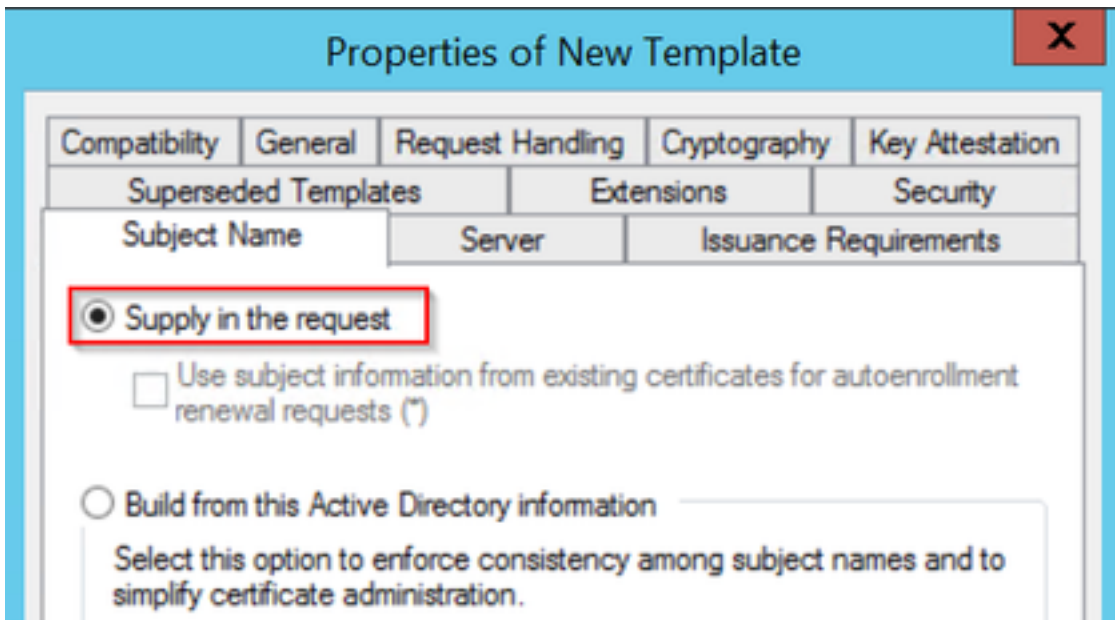 Properties of New Template
X
Compatibility General Request Handling Cryptography Key Attestation
Superseded Templates Extensions Security
Subject Name Server Issuance Requirements
Supply in the request
Use subject information from existing certificates for autoenrollment
renewal requests (*)
Build from this Active Directory information
Select this option to enforce consistency among subject names and to
simplify certificate administration.